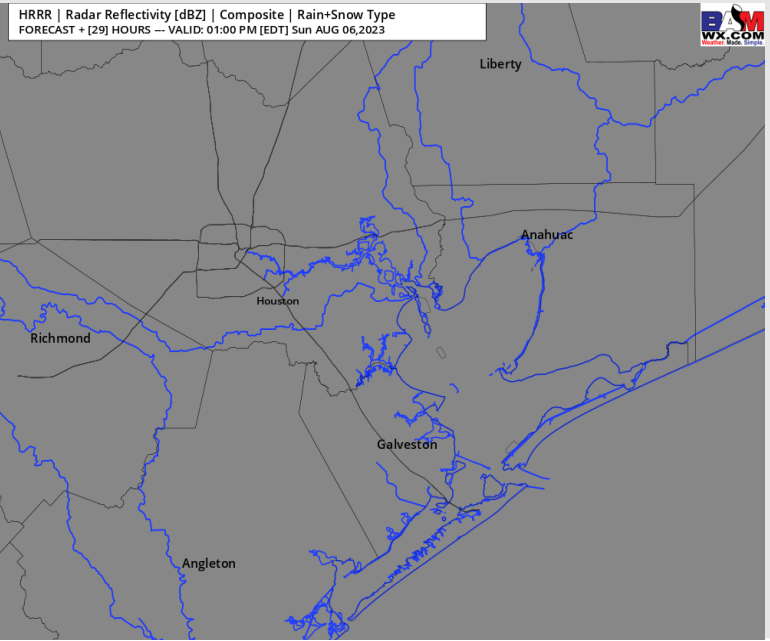 HRRR | Radar Reflectivity [dBZ] | Composite | Rain+Snow Type
FORECAST + [29] HOURS --- VALID: 01:00 PM [EDT] Sun AUG 06,2023
BAM
Weather. Made. Simple.
WX.COM
Liberty
Anahuac
Houston
Richmond
Galveston
Angleton